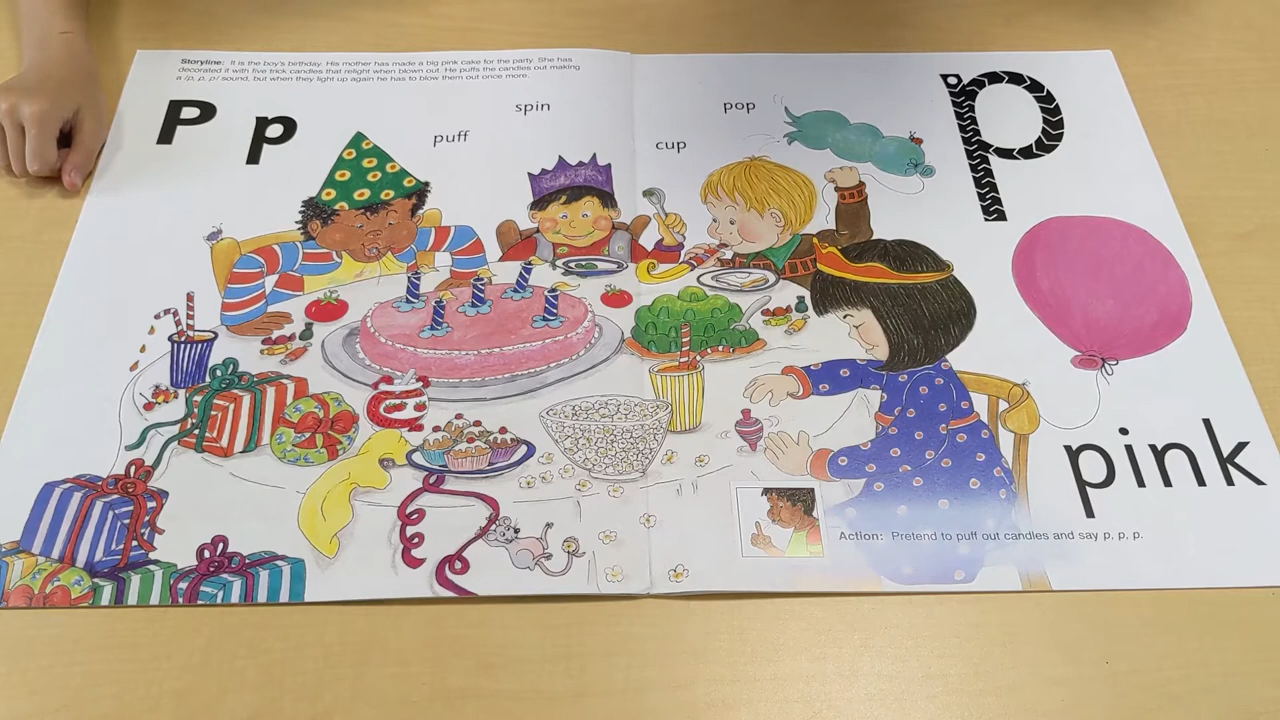 Storyline: It is the boy's birthday. His mother has made a big pink cake for the party. She has
decorated it with five trick candles that relight when blown out. He puffs the candles out making
a /p, p, p/ sound, but when they light up again he has to blow them out once more.
P p
spin
pop
puff
cup
p
pink
Action: Pretend to puff out candles and say p, p, p.